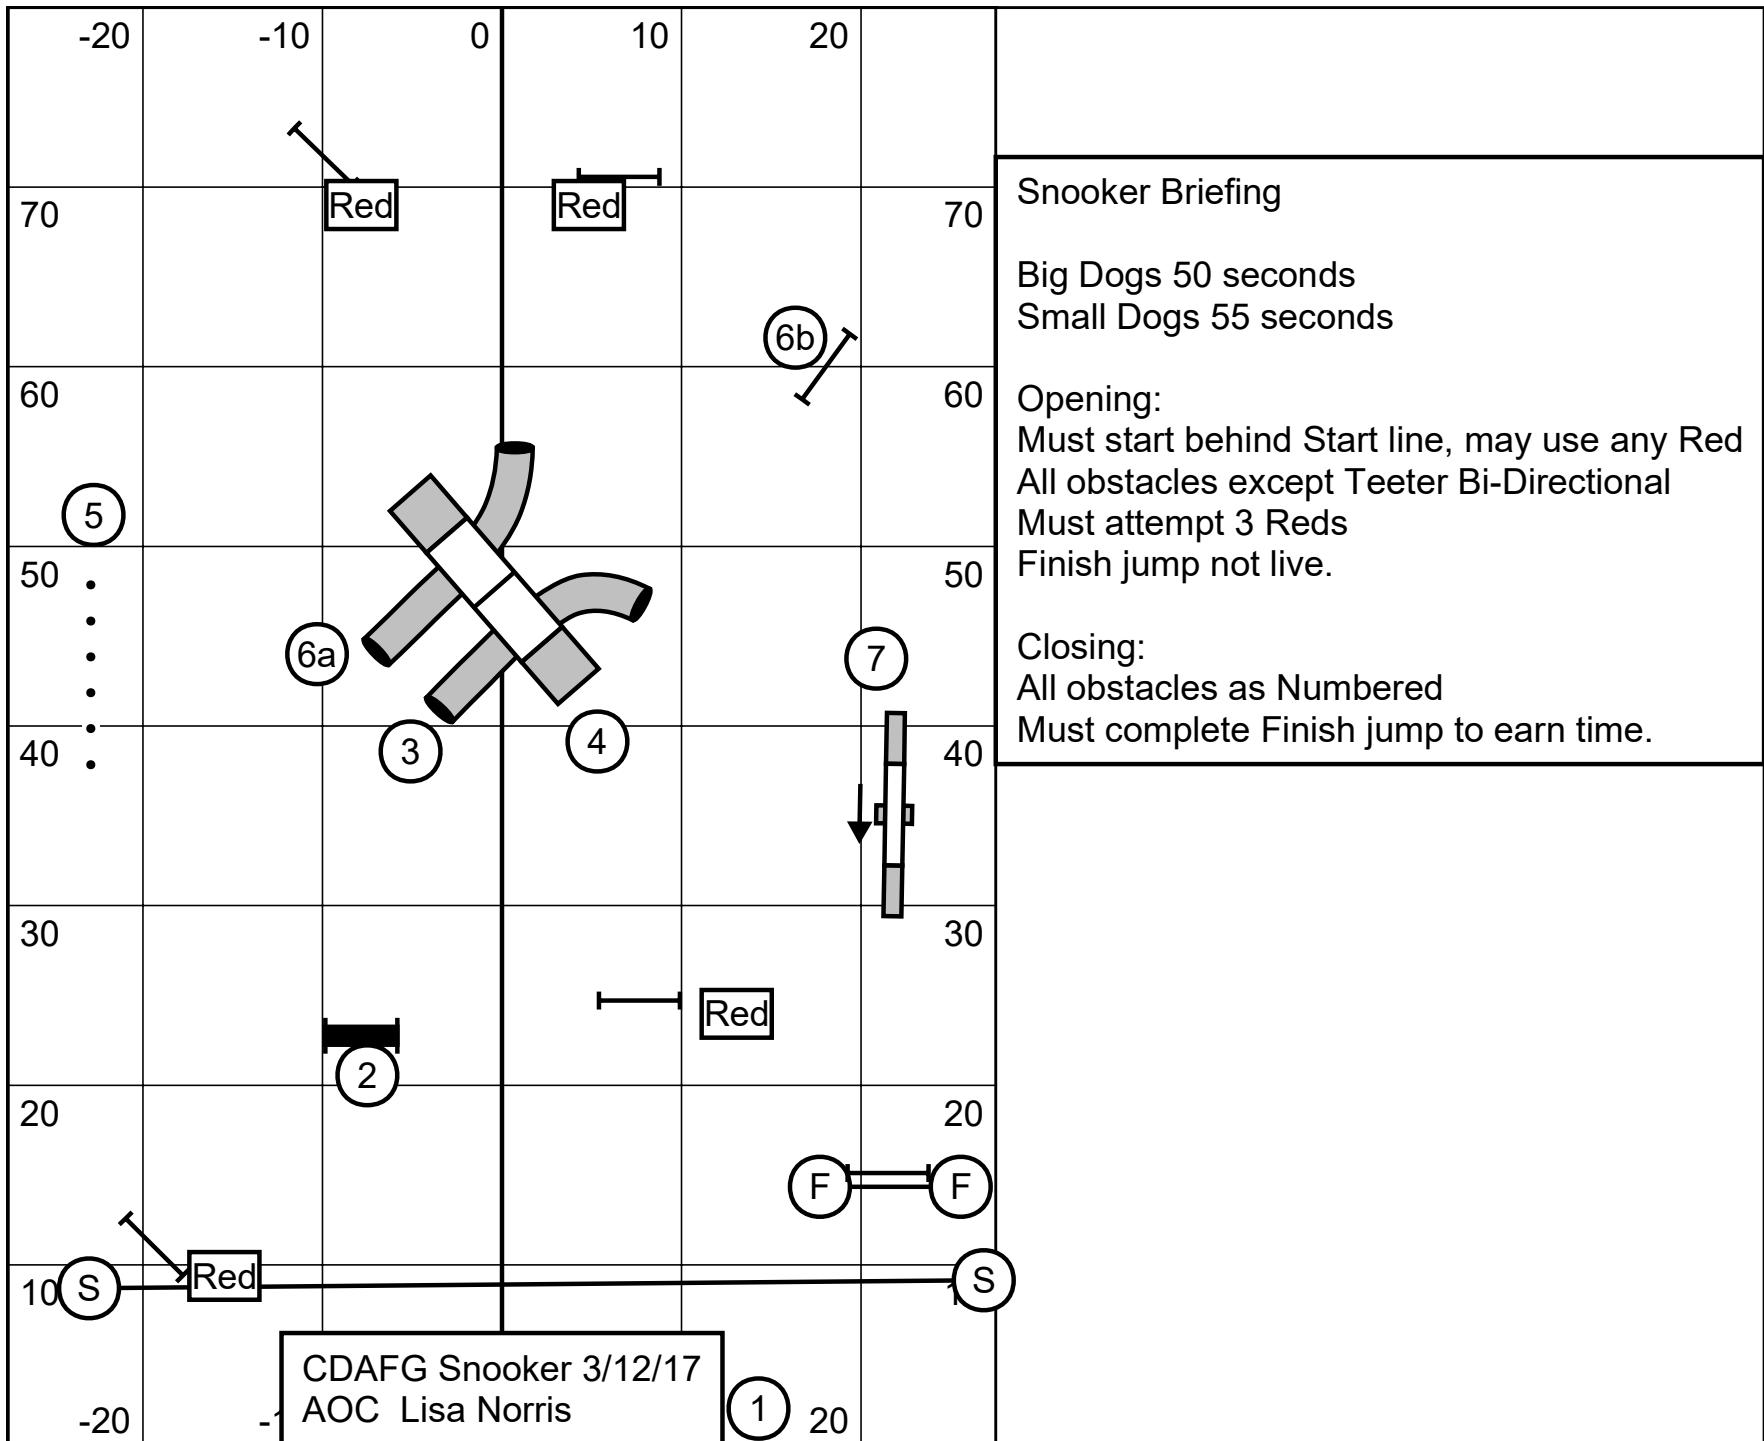 -20 -10 0 10 20
Snooker Briefing
70 Red Red 70
Big Dogs 50 seconds
Small Dogs 55 seconds
6b
60 60
Opening:
Must start behind Start line, may use any Red
All obstacles except Teeter Bi-Directional
5
Must attempt 3 Reds
Finish jump not live.
50 50
Closing:
6a 7
All obstacles as Numbered
Must complete Finish jump to earn time.
3 4
40 40
30 30
Red
2
20 20
F F
10 S Red S
CDAFG Snooker 3/12/17
AOC Lisa Norris
-20 -1 1 20